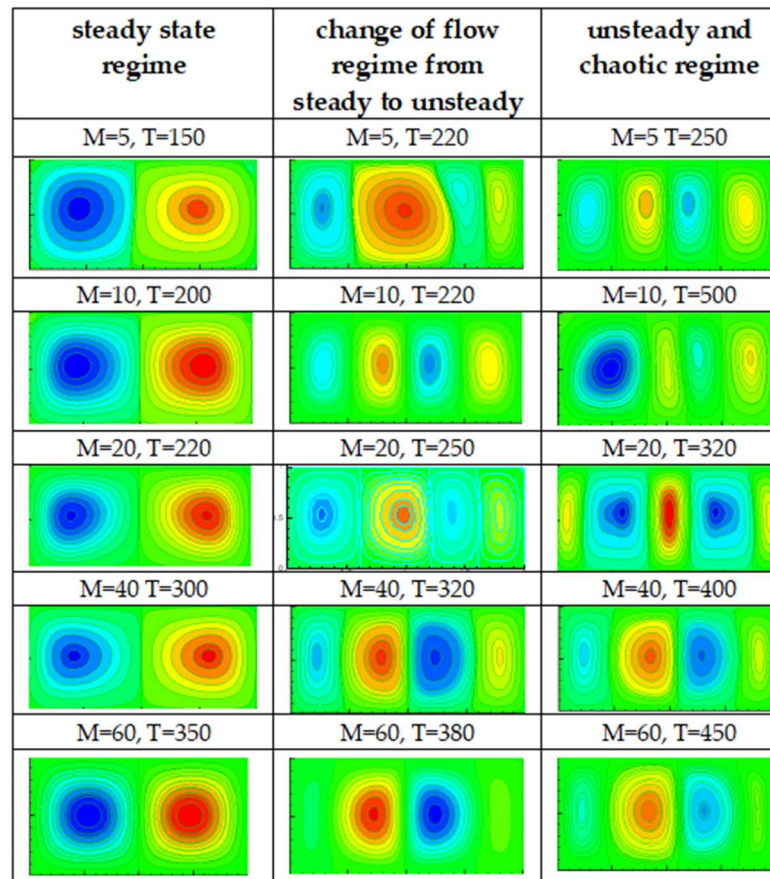 steady state
regime
change of flow
regime from
steady to unsteady
unsteady and
chaotic regime
M=5, T=150
M=5, T=220
M=5 T=250
M=10, T=200
M=10, T=220
M=10, T=500
M=20, T=220
M=20, T=250
M=20, T=320
M=40 T=300
M=40, T=320
M=40, T=400
M=60, T=350
M=60, T=380
M=60, T=450